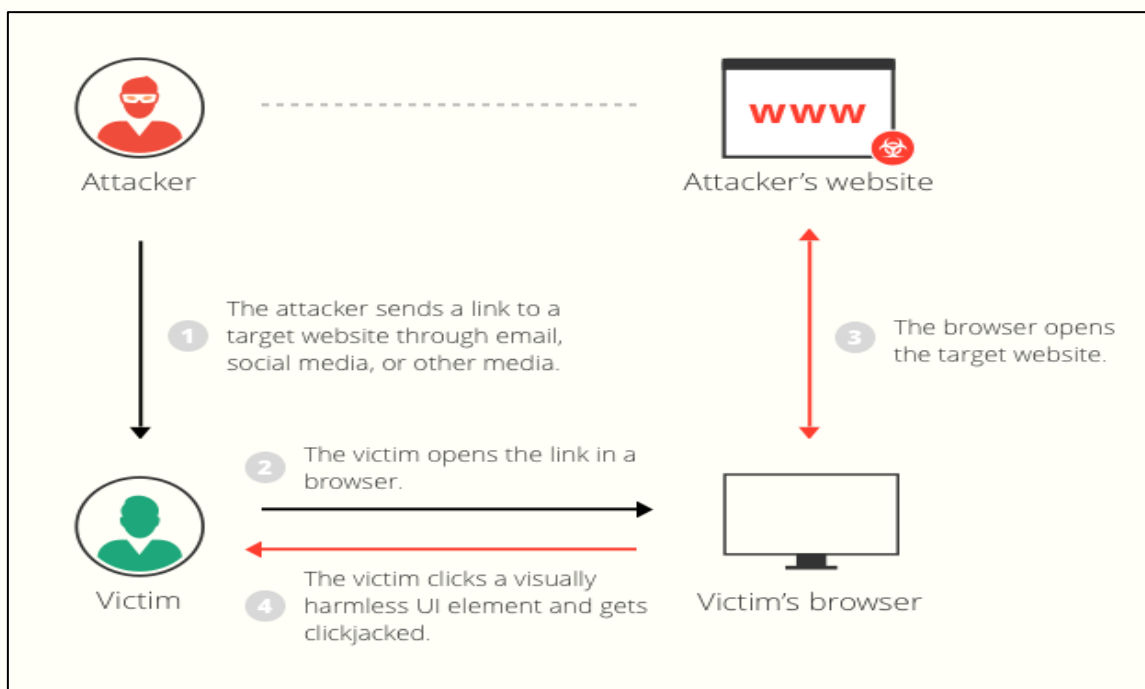 www
Attacker
Attacker's website
1
The attacker sends a link to a
target website through email,
social media, or other media.
3
The browser opens
the target website.
2
The victim opens the link in a
browser.
Victim
4
The victim clicks a visually
harmless UI element and gets
clickjacked.
Victim's browser